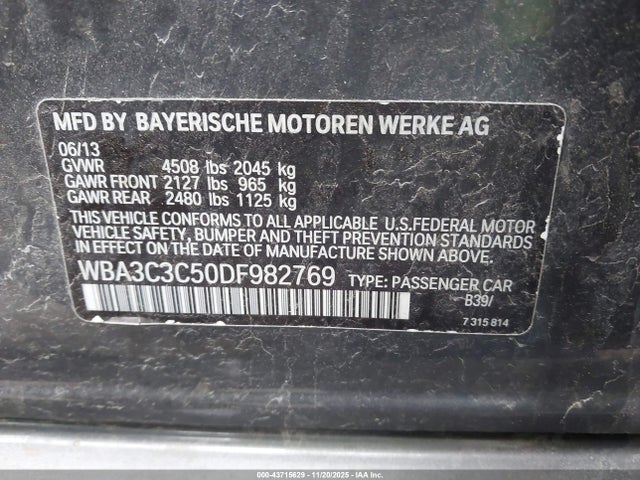 MFD BY BAYERISCHE MOTOREN WERKE AG
06/13
GVWR 4508 lbs 2045 kg
GAWR FRONT 2127 lbs 965 kg
GAWR REAR 2480 lbs 1125 kg
THIS VEHICLE CONFORMS TO ALL APPLICABLE U.S.FEDERAL MOTOR
VEHICLE SAFETY, BUMPER AND THEFT PREVENTION STANDARDS
IN EFFECT ON THE DATE OF MANUFACTURE SHOWN ABOVE.
WBA3C3C50DF982769 TYPE: PASSENGER CAR
B39/
7 315 814
000-43715629 - 11/20/2025 - IAAI.COM